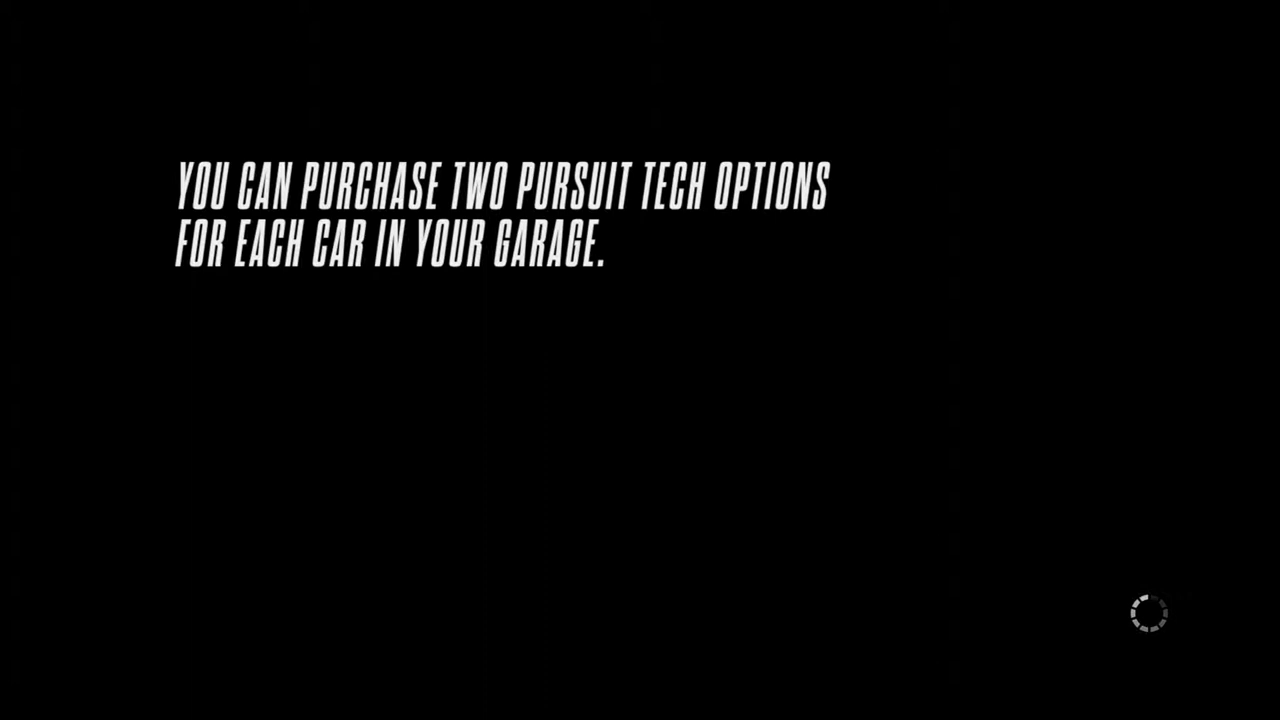 YOU CAN PURCHASE TWO PURSUIT TECH OPTIONS
FOR EACH CAR IN YOUR GARAGE.